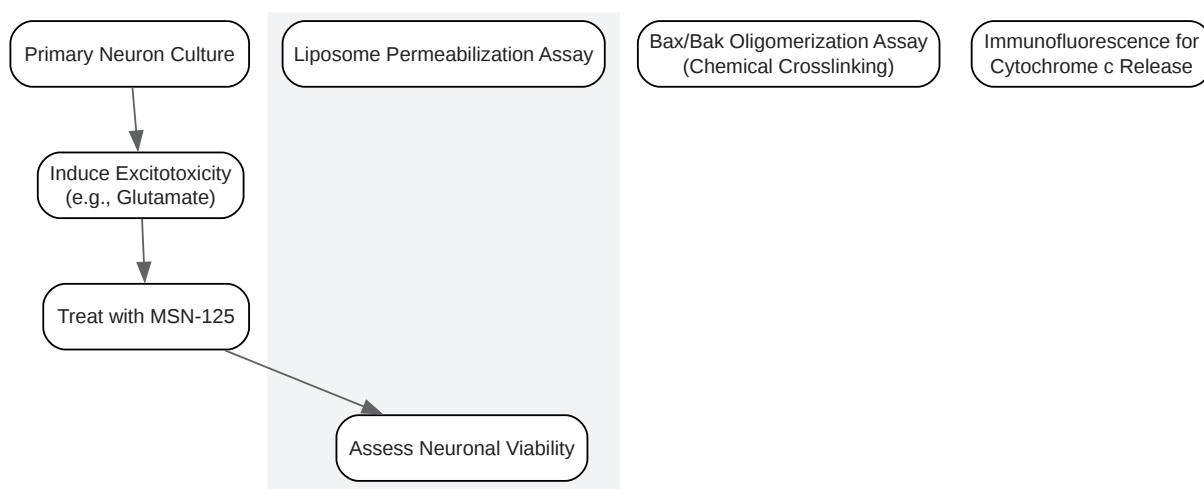 Primary Neuron Culture
Liposome Permeabilization Assay
Bax/Bak Oligomerization Assay
(Chemical Crosslinking)
Immunofluorescence for
Cytochrome c Release
Induce Excitotoxicity
(e.g., Glutamate)
Treat with MSN-125
Assess Neuronal Viability